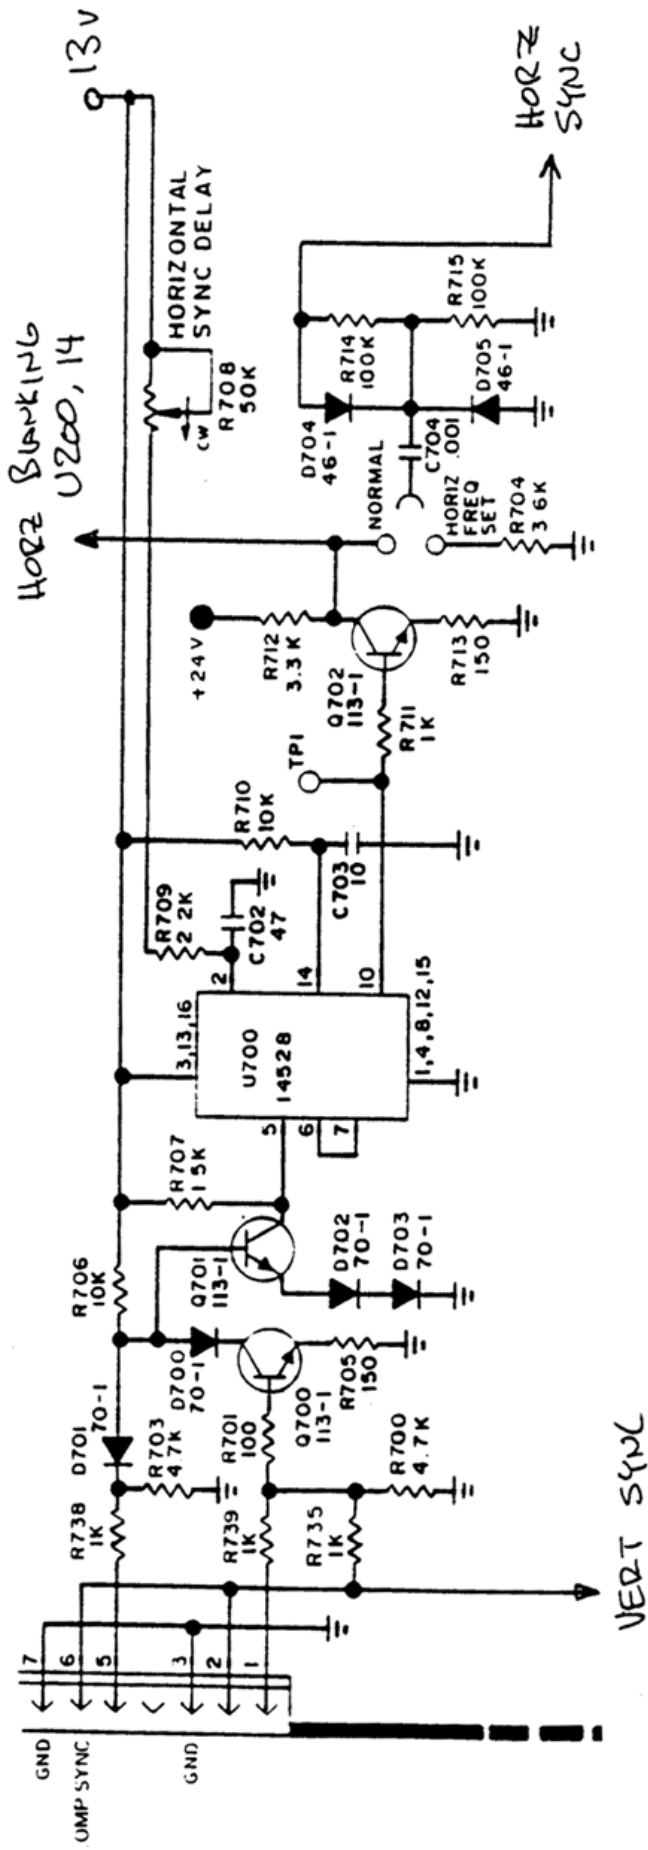 HORZ BLANKING
U200, 14
13V
HORIZONTAL
SYNC DELAY
CW
R708
50K
HORZ
SYNC
+24V
R712
3.3 K
NORMAL
D704
46-1
R714
100K
R715
100K
C704
.001
D705
46-1
HORIZ
FREQ
SET
R704
3 6K
Q702
113-1
R713
150
R711
1K
TP1
R710
10K
C703
10
R709
2 2K
C702
47
3,13,16
2
14
10
U700
14528
1,4,8,12,15
5
6
7
R707
1 5K
R706
10K
Q701
113-1
D702
70-1
D703
70-1
D700
70-1
R705
150
Q700
113-1
D701
70-1
R703
4.7K
R701
100
R700
4.7K
R738
1K
R739
1K
R735
1K
VERT SYNC
7
6
5
3
2
1
GND
OMP SYNC
GND